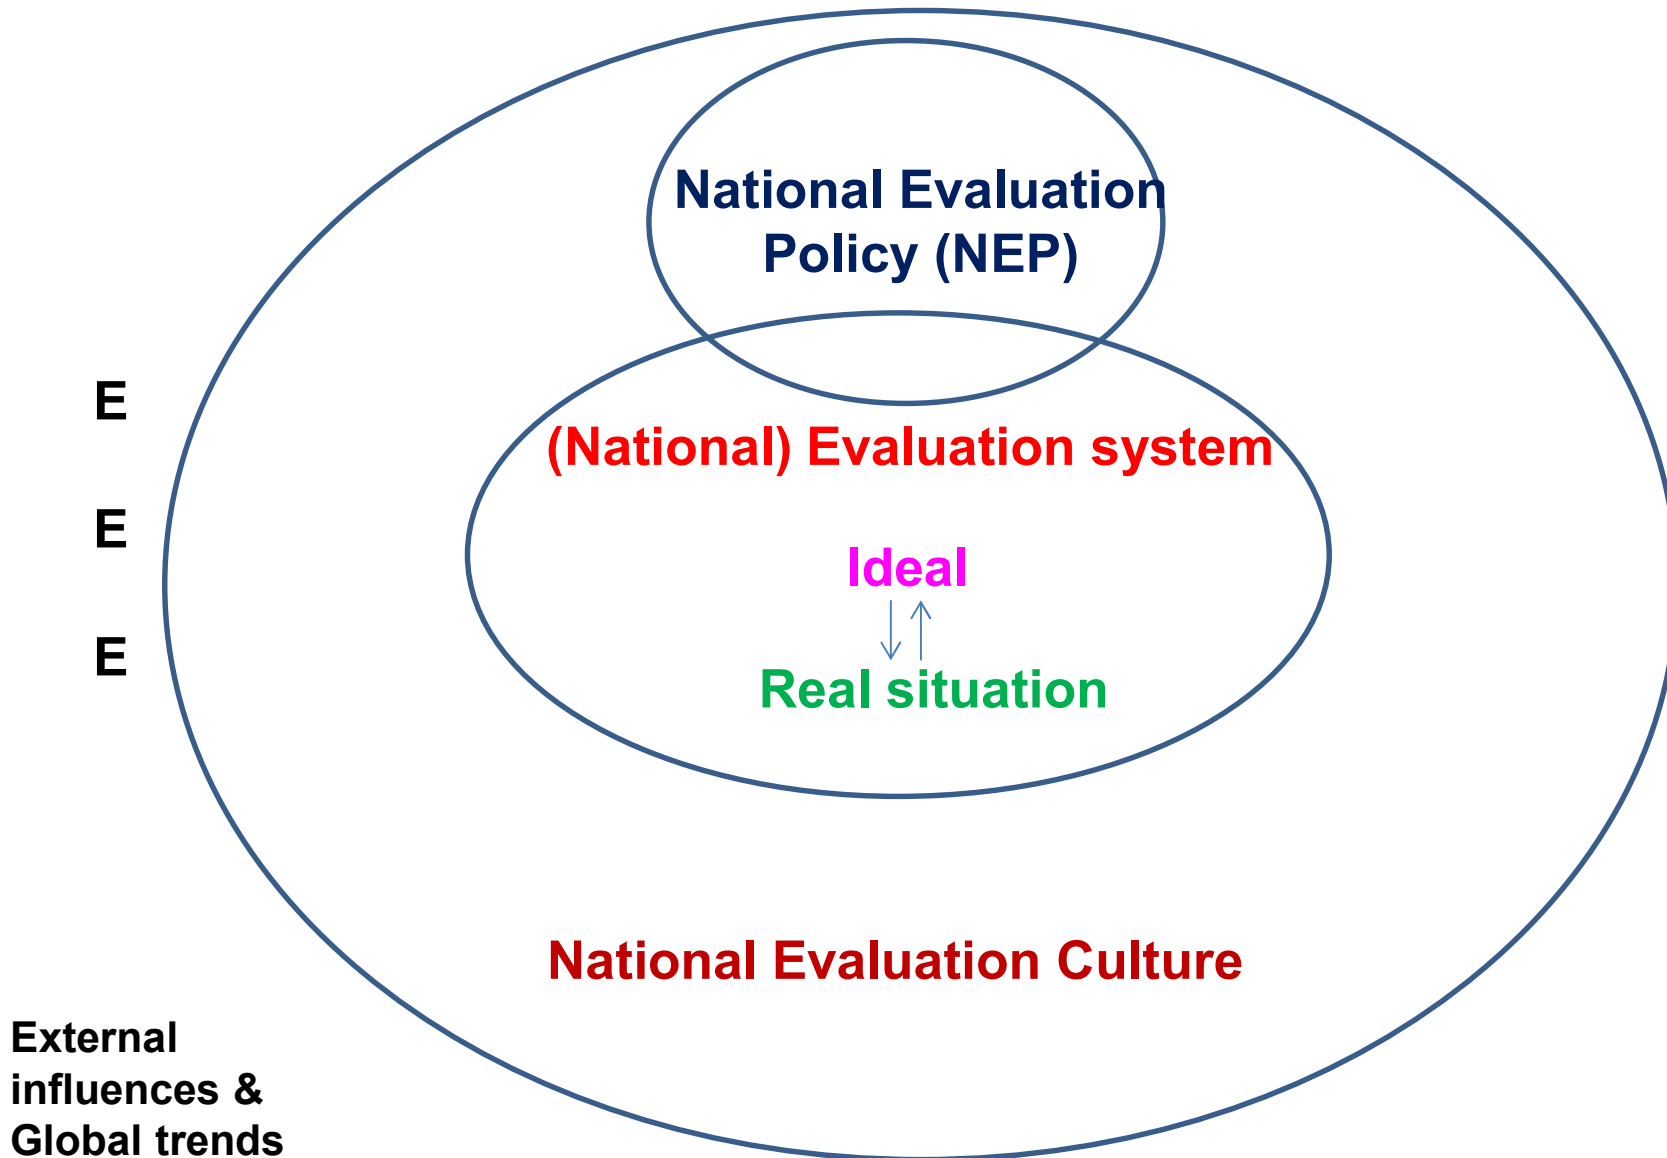 National Evaluation
Policy (NEP)
E
(National) Evaluation system
E
Ideal
E
Real situation
National Evaluation Culture
External
influences &
Global trends